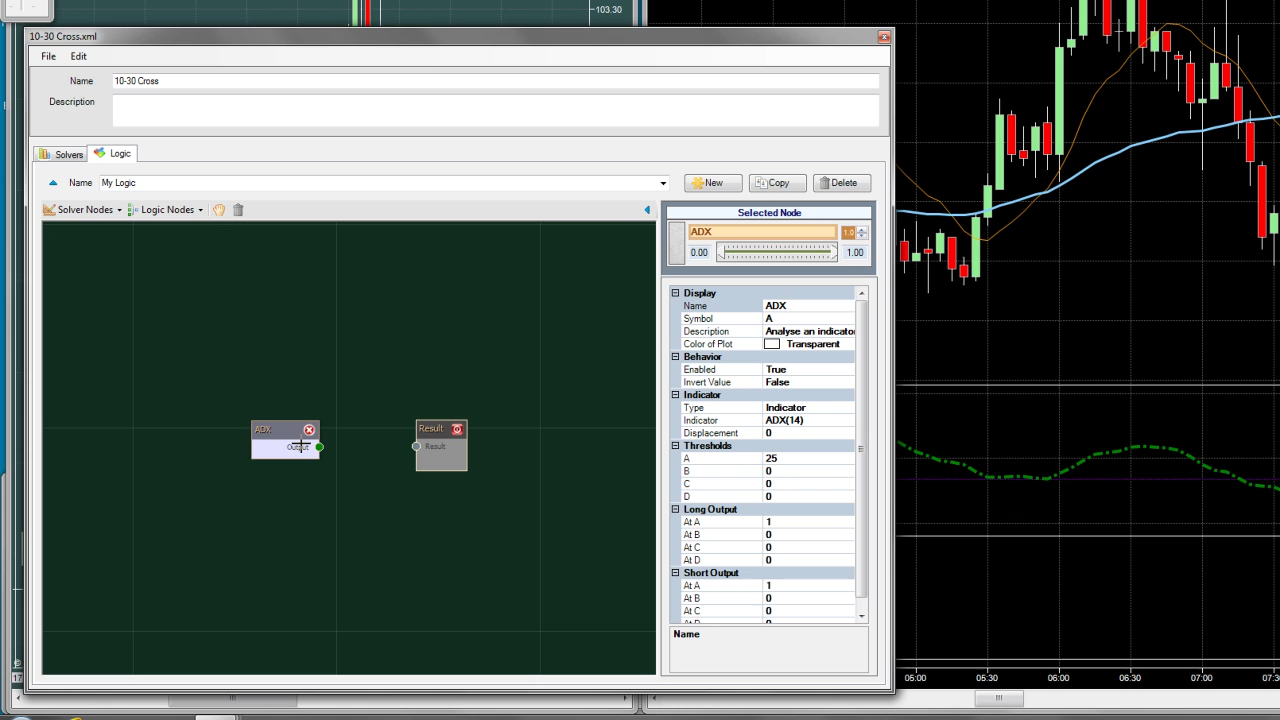 103.30
10-30 Cross.xml
File Edit
Name 10-30 Cross
Description
Solvers Logic
Name My Logic New Copy Delete
Solver Nodes Logic Nodes
Selected Node
ADX 1.0
0.00 1.00
ADX
Output
Result
Result
Display
Name ADX
Symbol A
Description Analyse an indicator
Color of Plot Transparent
Behavior
Enabled True
Invert Value False
Indicator
Type Indicator
Indicator ADX(14)
Displacement 0
Thresholds
A 25
B 0
C 0
D 0
Long Output
At A 1
At B 0
At C 0
At D 0
Short Output
At A 1
At B 0
At C 0
At D 0
Name
17
05:00 05:30 06:00 06:30 07:00 07:30